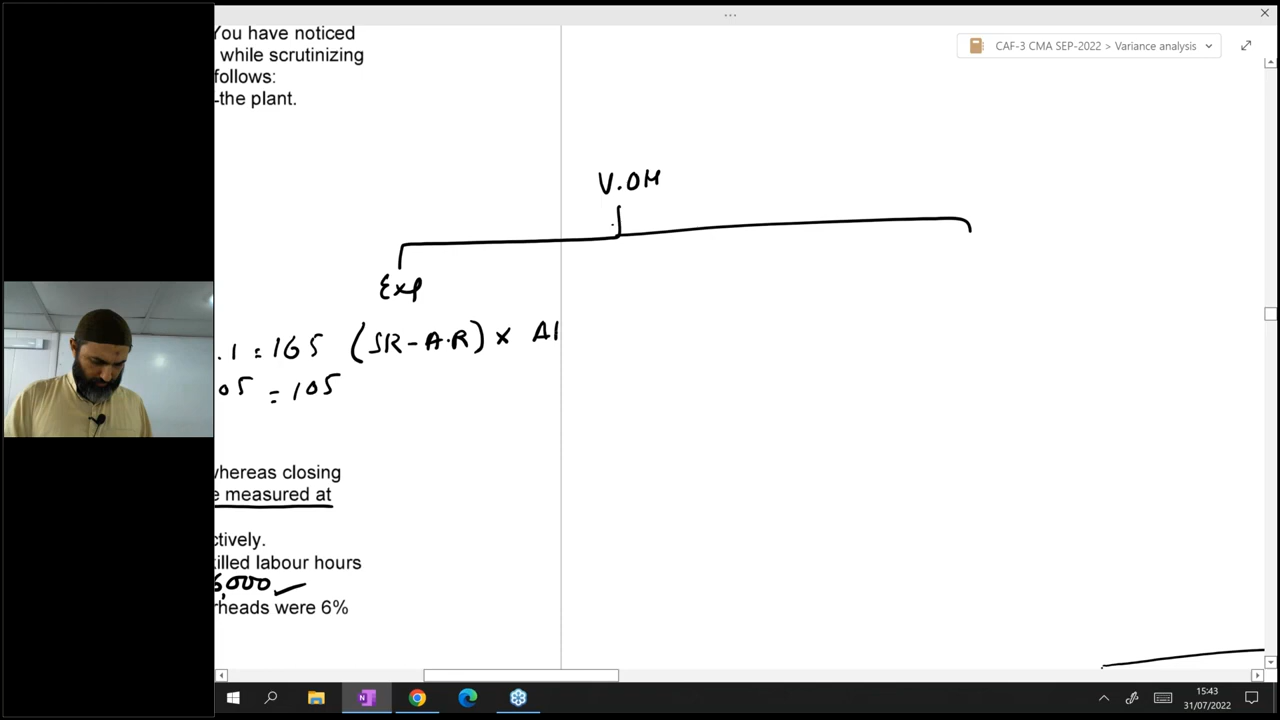 You have noticed
while scrutinizing
follows:
-the plant.
CAF-3 CMA SEP-2022 > Variance analysis
V.OH
Exp
.1 = 165 (SR-A.R) x
05 = 105
whereas closing
e measured at
ctively.
killed labour hours
6,000
rheads were 6%
15:43
31/07/2022